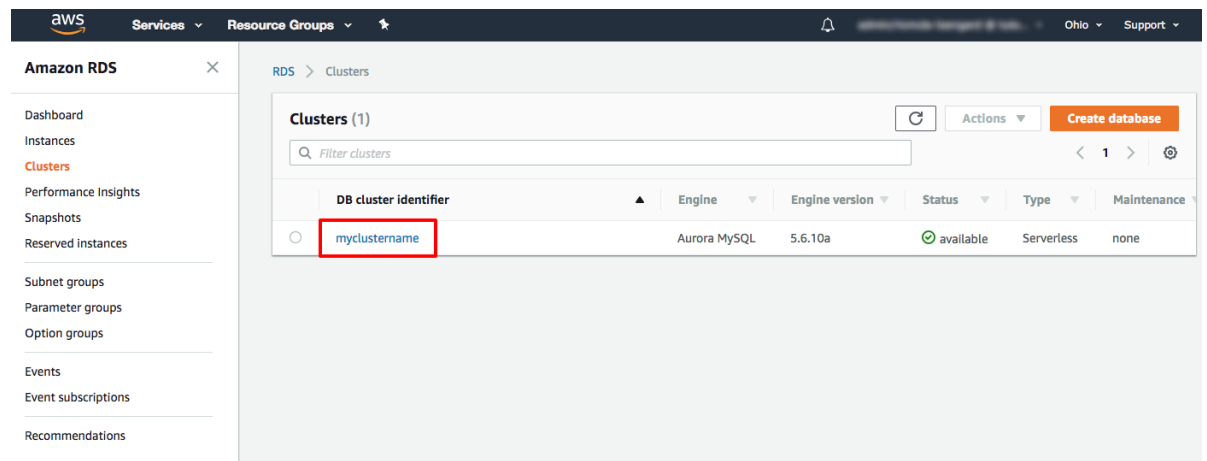 aws Services Resource Groups Ohio Support
Amazon RDS
Dashboard
Instances
Clusters
Performance Insights
Snapshots
Reserved instances
Subnet groups
Parameter groups
Option groups
Events
Event subscriptions
Recommendations
RDS > Clusters
Clusters (1) Actions Create database
Filter clusters 1
DB cluster identifier Engine Engine version Status Type Maintenance
myclustername Aurora MySQL 5.6.10a available Serverless none